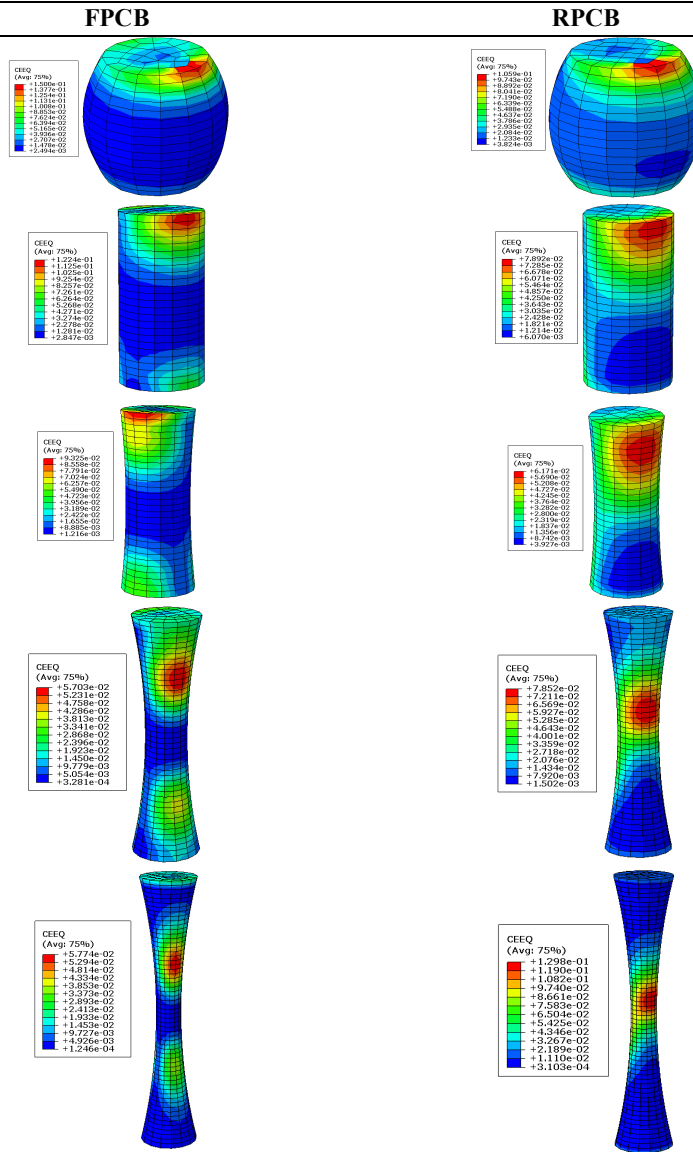 FPCB
RPCB
CEEQ
(Avg: 75%)
+1.500e-01
+1.377e-01
+1.254e-01
+1.131e-01
+1.008e-01
+8.853e-02
+7.624e-02
+6.394e-02
+5.165e-02
+3.936e-02
+2.707e-02
+1.478e-02
+2.494e-03
CEEQ
(Avg: 75%)
+1.059e-01
+9.743e-02
+8.892e-02
+8.041e-02
+7.190e-02
+6.339e-02
+5.488e-02
+4.637e-02
+3.786e-02
+2.935e-02
+2.084e-02
+1.233e-02
+3.824e-03
CEEQ
(Avg: 75%)
+1.224e-01
+1.125e-01
+1.025e-01
+9.254e-02
+8.257e-02
+7.261e-02
+6.264e-02
+5.268e-02
+4.271e-02
+3.274e-02
+2.278e-02
+1.281e-02
+2.847e-03
CEEQ
(Avg: 75%)
+7.892e-02
+7.285e-02
+6.678e-02
+6.071e-02
+5.464e-02
+4.857e-02
+4.250e-02
+3.643e-02
+3.035e-02
+2.428e-02
+1.821e-02
+1.214e-02
+6.070e-03
CEEQ
(Avg: 75%)
+9.325e-02
+8.558e-02
+7.791e-02
+7.024e-02
+6.257e-02
+5.490e-02
+4.723e-02
+3.956e-02
+3.189e-02
+2.422e-02
+1.655e-02
+8.885e-03
+1.216e-03
CEEQ
(Avg: 75%)
+6.171e-02
+5.690e-02
+5.208e-02
+4.727e-02
+4.245e-02
+3.764e-02
+3.282e-02
+2.800e-02
+2.319e-02
+1.837e-02
+1.356e-02
+8.742e-03
+3.927e-03
CEEQ
(Avg: 75%)
+5.703e-02
+5.231e-02
+4.758e-02
+4.286e-02
+3.813e-02
+3.341e-02
+2.868e-02
+2.396e-02
+1.923e-02
+1.450e-02
+9.779e-03
+5.054e-03
+3.281e-04
CEEQ
(Avg: 75%)
+7.852e-02
+7.211e-02
+6.569e-02
+5.927e-02
+5.285e-02
+4.643e-02
+4.001e-02
+3.359e-02
+2.718e-02
+2.076e-02
+1.434e-02
+7.920e-03
+1.502e-03
CEEQ
(Avg: 75%)
+5.774e-02
+5.294e-02
+4.814e-02
+4.334e-02
+3.853e-02
+3.373e-02
+2.893e-02
+2.413e-02
+1.933e-02
+1.453e-02
+9.727e-03
+4.926e-03
+1.246e-04
CEEQ
(Avg: 75%)
+1.298e-01
+1.190e-01
+1.082e-01
+9.740e-02
+8.661e-02
+7.583e-02
+6.504e-02
+5.425e-02
+4.346e-02
+3.267e-02
+2.189e-02
+1.110e-02
+3.103e-04